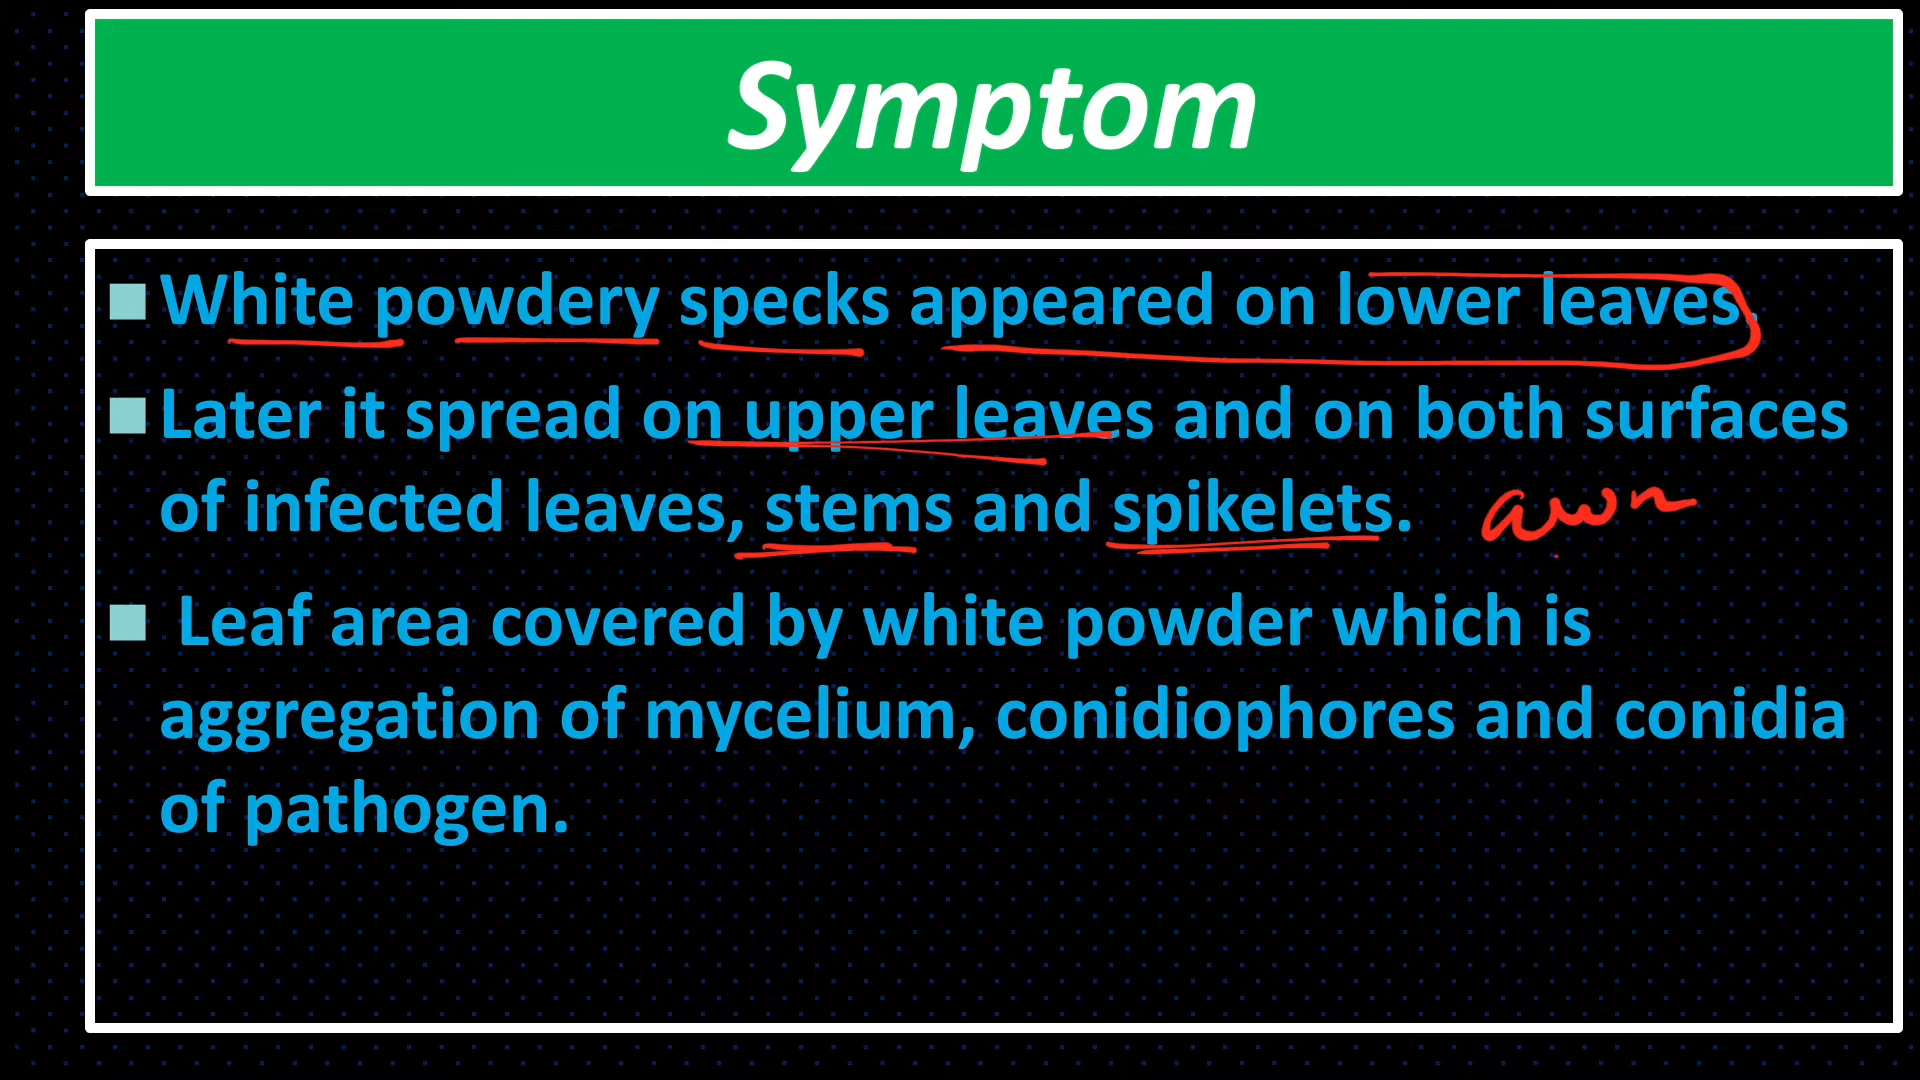 Symptom
White powdery specks appeared on lower leaves.
Later it spread on upper leaves and on both surfaces
of infected leaves, stems and spikelets. awn
Leaf area covered by white powder which is
aggregation of mycelium, conidiophores and conidia
of pathogen.